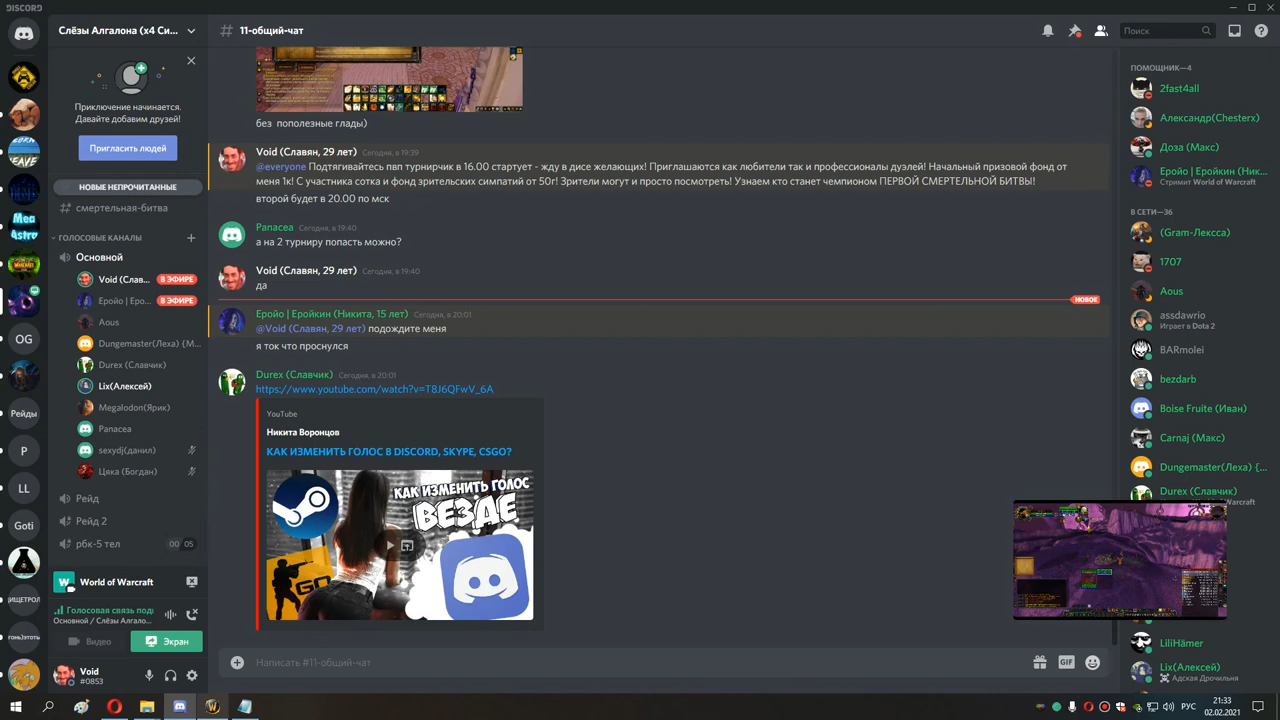 DISCORD
Слёзы Алгалона (x4 Си...
11-общий-чат
Поиск
Приключение начинается.
Давайте добавим друзей!
Пригласить людей
НОВЫЕ НЕПРОЧИТАННЫЕ
смертельная-битва
ГОЛОСОВЫЕ КАНАЛЫ
Основной
Void (Слав... В ЭФИРЕ
Еройо | Еро... В ЭФИРЕ
Aous
Dungemaster(Леха) {М...
Durex (Славчик)
Lix(Алексей)
Megalodon(Ярик)
Panacea
sexydj(данил)
Цяка (Богдан)
Рейд
Рейд 2
рбк-5 тел 00 05
World of Warcraft
Голосовая связь подк
Основной / Слёзы Алгало...
Видео
Экран
Void
#0853
Mea
Astro
OG
Рейды
P
LL
Goti
ИЩЕТРОЛ
гонь|этоты
без пополезные глады)
Void (Славян, 29 лет) Сегодня, в 19:39
@everyone Подтягивайтесь пвп турнирчик в 16.00 стартует - жду в дисе желающих! Приглашаются как любители так и профессионалы дуэлей! Начальный призовой фонд от
меня 1к! С участника сотка и фонд зрительских симпатий от 50г! Зрители могут и просто посмотреть! Узнаем кто станет чемпионом ПЕРВОЙ СМЕРТЕЛЬНОЙ БИТВЫ!
второй будет в 20.00 по мск
Panacea Сегодня, в 19:40
а на 2 турниру попасть можно?
Void (Славян, 29 лет) Сегодня, в 19:40
да
НОВОЕ
Еройо | Еройкин (Никита, 15 лет) Сегодня, в 20:01
@Void (Славян, 29 лет) подождите меня
я ток что проснулся
Durex (Славчик) Сегодня, в 20:01
https://www.youtube.com/watch?v=T8J6QFwV_6A
YouTube
Никита Воронцов
КАК ИЗМЕНИТЬ ГОЛОС В DISCORD, SKYPE, CSGO?
КАК ИЗМЕНИТЬ ГОЛОС
ВЕЗДЕ
GO
Написать #11-общий-чат
GIF
ПОМОЩНИК—4
2fast4all
Александр(Chesterx)
Доза (Макс)
Еройо | Еройкин (Ник...
Стримит World of Warcraft
В СЕТИ—36
(Gram-Лексса)
1707
Aous
assdawrio
Играет в Dota 2
BARmolei
bezdarb
Boise Fruite (Иван)
Carnaj (Макс)
Dungemaster(Леха) {...
Durex (Славчик)
Warcraft
LiliHämer
Lix(Алексей)
Адская Дрочильня
РУС
21:33
02.02.2021